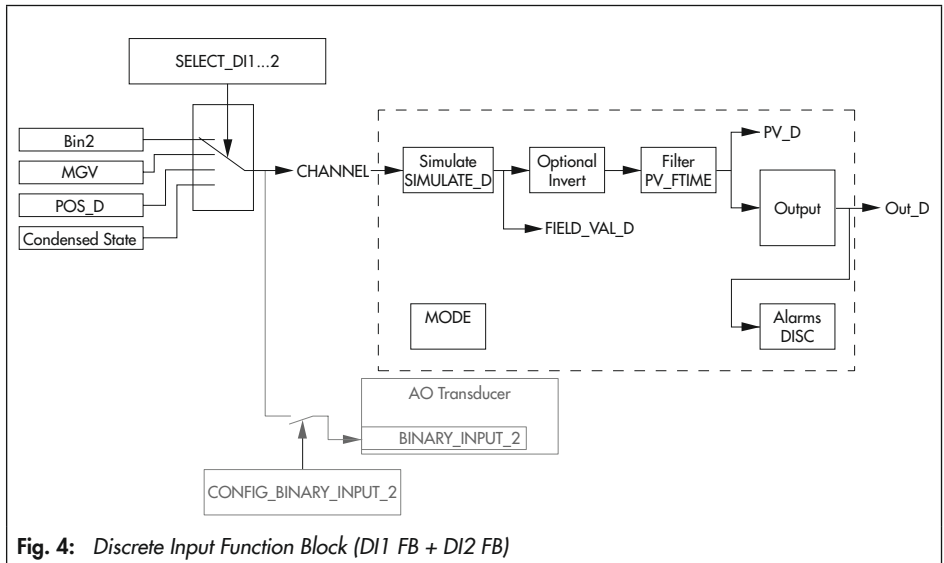 SELECT_DI1...2
Bin2
MGV
POS_D
Condensed State
CHANNEL
Simulate
SIMULATE_D
Optional
Invert
Filter
PV_FTIME
PV_D
Output
Out_D
FIELD_VAL_D
MODE
Alarms
DISC
AO Transducer
BINARY_INPUT_2
CONFIG_BINARY_INPUT_2
Fig. 4: Discrete Input Function Block (DI1 FB + DI2 FB)